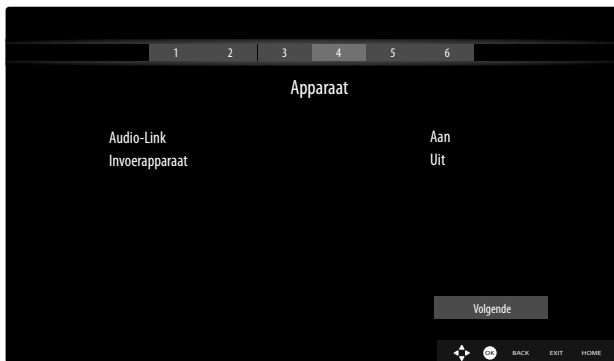 1 2 3 4 5 6
Apparaat
Audio-Link Aan
Invoerapparaat Uit
Volgende
OK BACK EXIT HOME